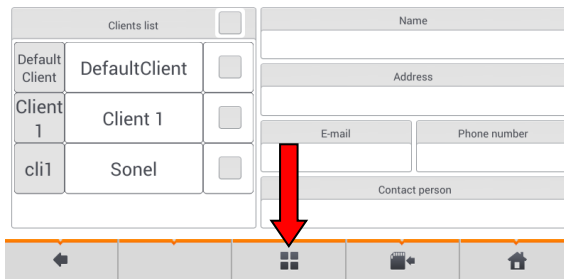 Clients list
Default
Client
DefaultClient
Client
1
Client 1
cli1
Sonel
Name
Address
E-mail
Phone number
Contact person